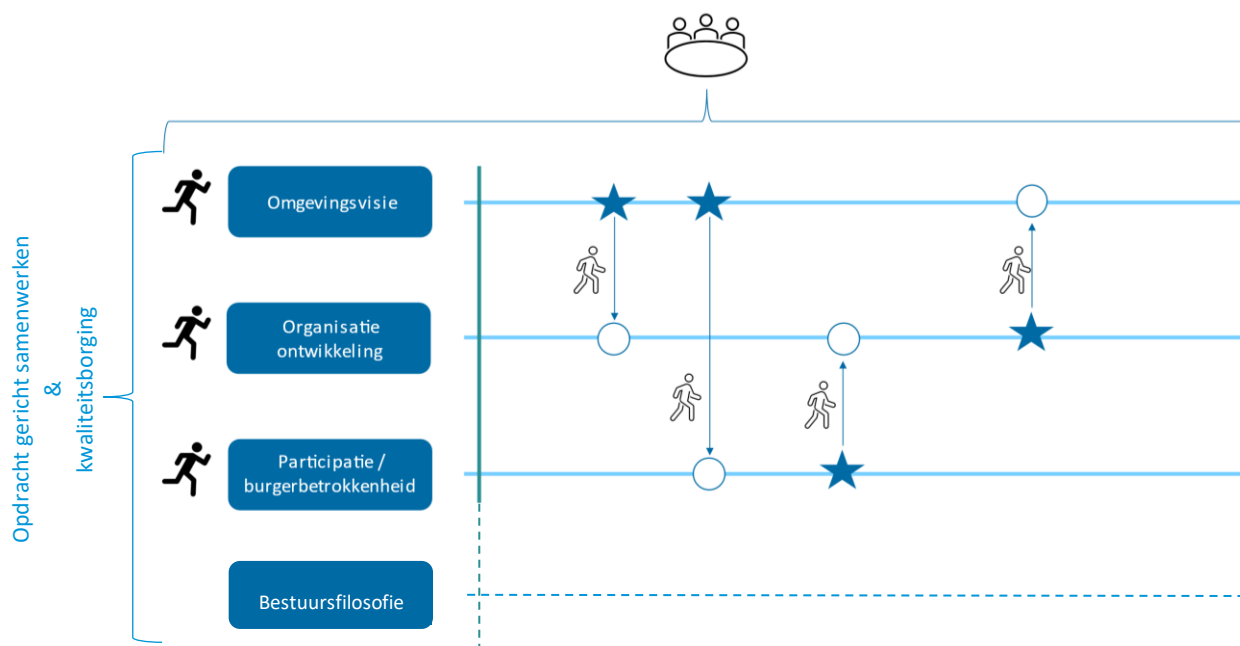 Opdracht gericht samenwerken
&
kwaliteitsborging
Omgevingsvisie
Organisatie
ontwikkeling
Participatie /
burgerbetrokkenheid
Bestuursfilosofie